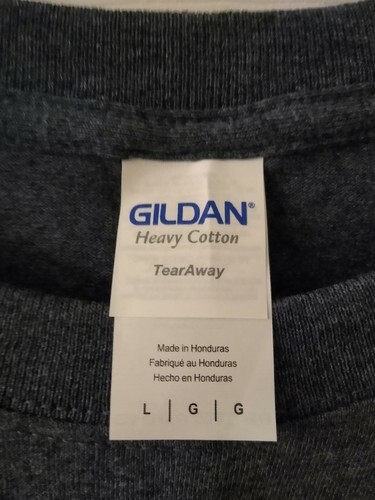 GILDAN®
Heavy Cotton
TearAway
Made in Honduras
Fabriqué au Honduras
Hecho en Honduras
L | G | G